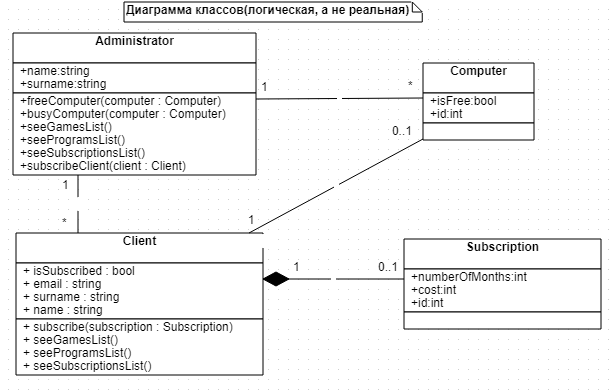 Диаграмма классов(логическая, а не реальная)
Administrator
+name:string
+surname:string
+freeComputer(computer : Computer)
+busyComputer(computer : Computer)
+seeGamesList()
+seeProgramsList()
+seeSubscriptionsList()
+subscribeClient(client : Client)
1
*
Computer
+isFree:bool
+id:int
0..1
1
*
1
Client
+ isSubscribed : bool
+ email : string
+ surname : string
+ name : string
+ subscribe(subscription : Subscription)
+ seeGamesList()
+ seeProgramsList()
+ seeSubscriptionsList()
1
0..1
Subscription
+numberOfMonths:int
+cost:int
+id:int